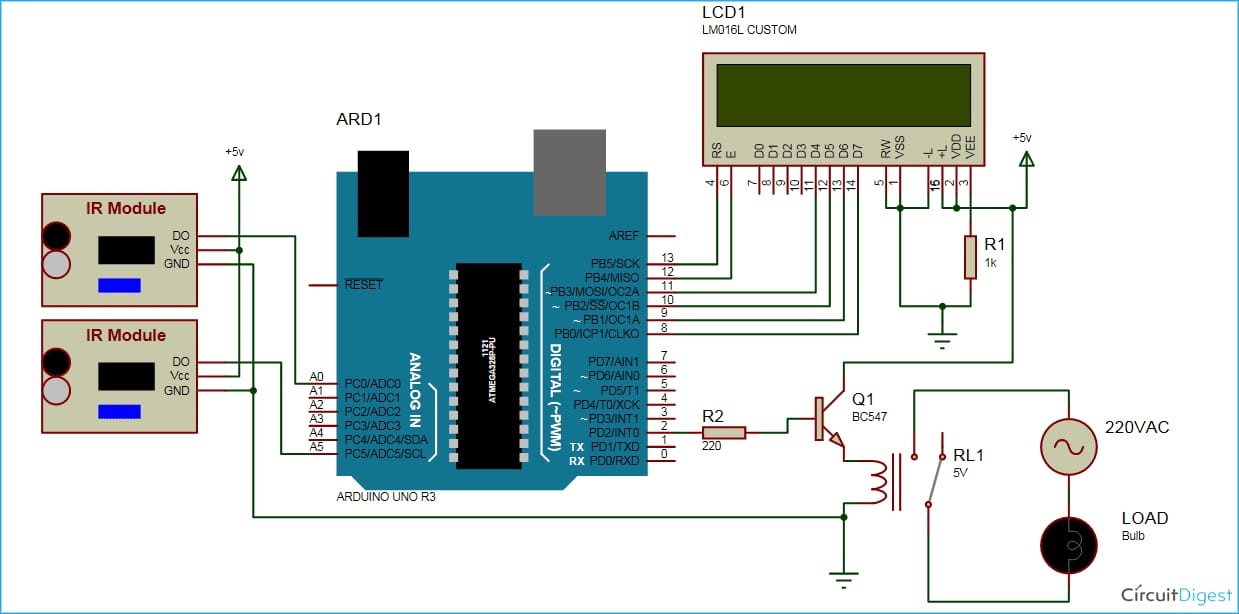 LCD1
LM016L CUSTOM
RS
E
D0
D1
D2
D3
D4
D5
D6
D7
RW
VSS
-L
+L
VDD
VEE
4
6
7
8
9
10
11
12
13
14
5
1
16
2
3
+5v
R1
1k
ARD1
+5v
IR Module
DO
Vcc
GND
IR Module
DO
Vcc
GND
RESET
A0
A1
A2
A3
A4
A5
PC0/ADC0
PC1/ADC1
PC2/ADC2
PC3/ADC3
PC4/ADC4/SDA
PC5/ADC5/SCL
ANALOG IN
1121
ATMEGA328P-PU
DIGITAL (~PWM)
AREF
PB5/SCK 13
PB4/MISO 12
~PB3/MOSI/OC2A 11
~ PB2/SS/OC1B 10
~ PB1/OC1A 9
PB0/ICP1/CLKO 8
PD7/AIN1 7
~PD6/AIN0 6
~ PD5/T1 5
PD4/T0/XCK 4
~PD3/INT1 3
PD2/INT0 2
TX PD1/TXD 1
RX PD0/RXD 0
ARDUINO UNO R3
R2
220
Q1
BC547
RL1
5V
220VAC
LOAD
Bulb
CircuitDigest